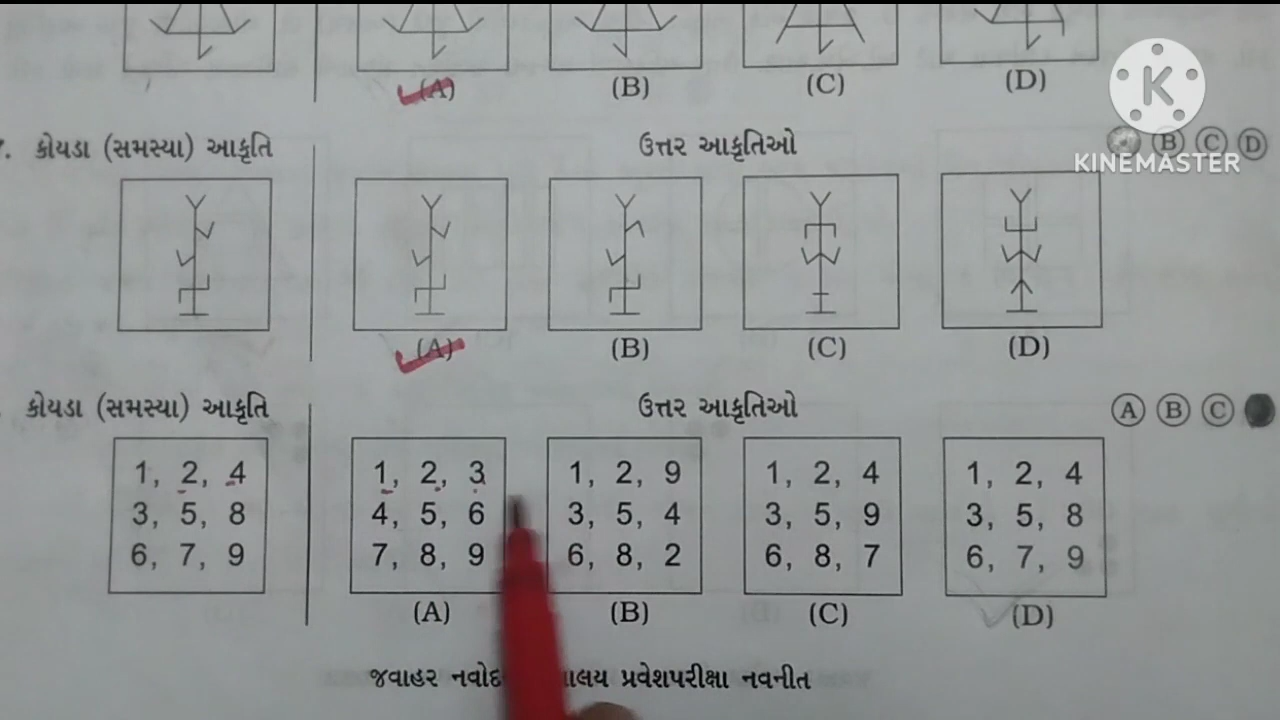 (A) (B) (C) (D)
K
KINEMASTER
7. કોયડા (સમસ્યા) આકૃતિ ઉત્તર આકૃતિઓ B C D
(A) (B) (C) (D)
કોયડા (સમસ્યા) આકૃતિ ઉત્તર આકૃતિઓ A B C
1, 2, 4 1, 2, 3 1, 2, 9 1, 2, 4 1, 2, 4
3, 5, 8 4, 5, 6 3, 5, 4 3, 5, 9 3, 5, 8
6, 7, 9 7, 8, 9 6, 8, 2 6, 8, 7 6, 7, 9
(A) (B) (C) (D)
જવાહર પ્રવેશપરીક્ષા નવનીત